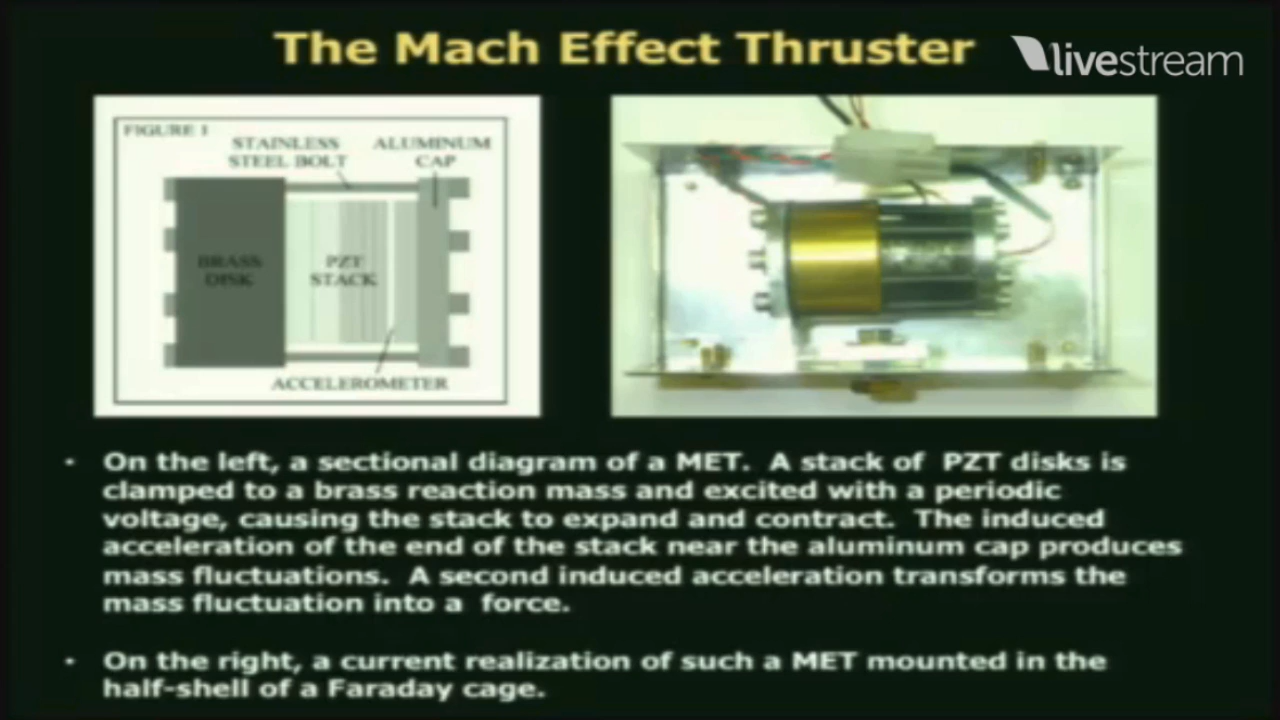 The Mach Effect Thruster
livestream
FIGURE 1
STAINLESS
STEEL BOLT
ALUMINUM
CAP
BRASS
DISK
PZT
STACK
ACCELEROMETER
• On the left, a sectional diagram of a MET. A stack of PZT disks is
clamped to a brass reaction mass and excited with a periodic
voltage, causing the stack to expand and contract. The induced
acceleration of the end of the stack near the aluminum cap produces
mass fluctuations. A second induced acceleration transforms the
mass fluctuation into a force.
• On the right, a current realization of such a MET mounted in the
half-shell of a Faraday cage.